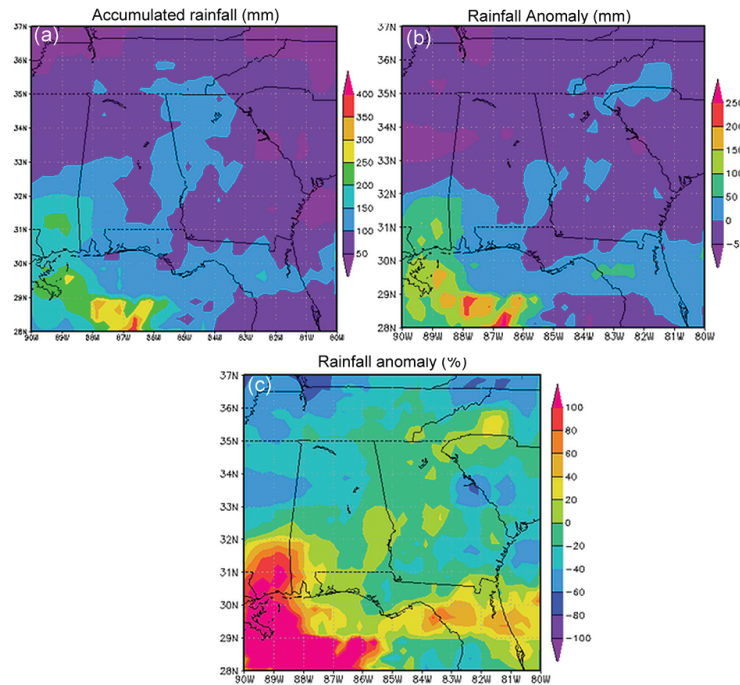 Accumulated rainfall (mm)
(a)
37N
36N
35N
34N
33N
32N
31N
30N
29N
28N
90W 89W 88W 87W 86W 85W 84W 83W 82W 81W 80W
400
350
300
250
200
150
100
50
Rainfall Anomaly (mm)
(b)
37N
36N
35N
34N
33N
32N
31N
30N
29N
28N
90W 89W 88W 87W 86W 85W 84W 83W 82W 81W 80W
250
200
150
100
50
0
-5
Rainfall anomaly (%)
(c)
37N
36N
35N
34N
33N
32N
31N
30N
29N
28N
90W 89W 88W 87W 86W 85W 84W 83W 82W 81W 80W
100
80
60
40
20
0
-20
-40
-60
-80
-100